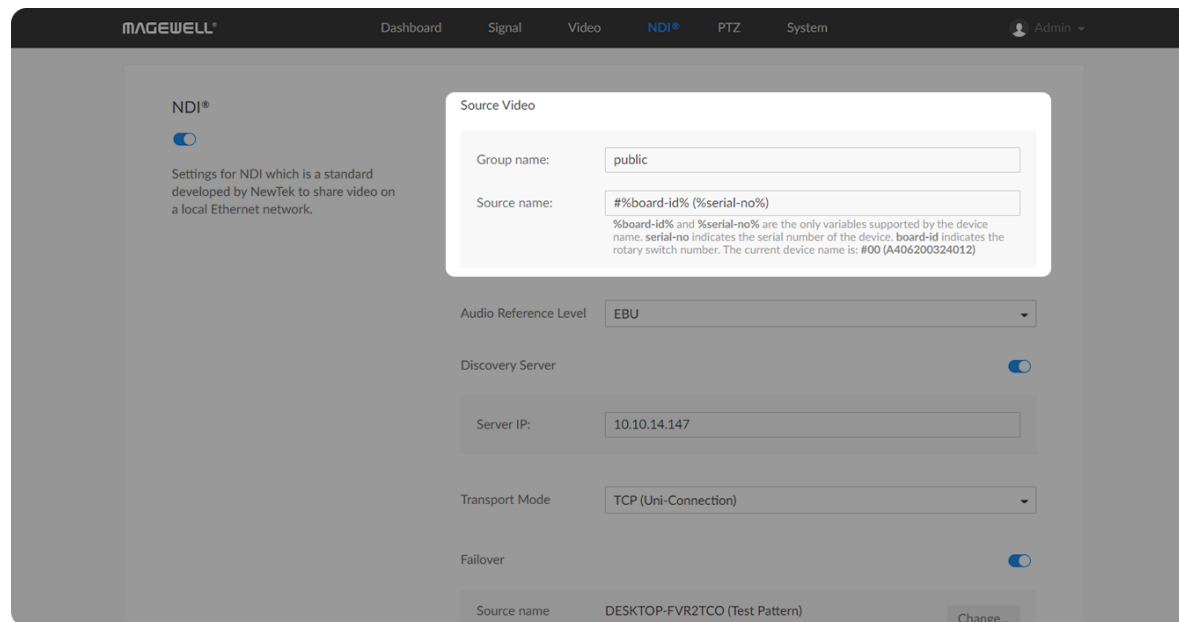 MAGEWELL® Dashboard Signal Video NDI® PTZ System Admin
NDI®
Settings for NDI which is a standard
developed by NewTek to share video on
a local Ethernet network.
Source Video
Group name: public
Source name: #%board-id% (%serial-no%)
%board-id% and %serial-no% are the only variables supported by the device
name. serial-no indicates the serial number of the device. board-id indicates the
rotary switch number. The current device name is: #00 (A406200324012)
Audio Reference Level EBU
Discovery Server
Server IP: 10.10.14.147
Transport Mode TCP (Uni-Connection)
Failover
Source name DESKTOP-FVR2TCO (Test Pattern) Change...